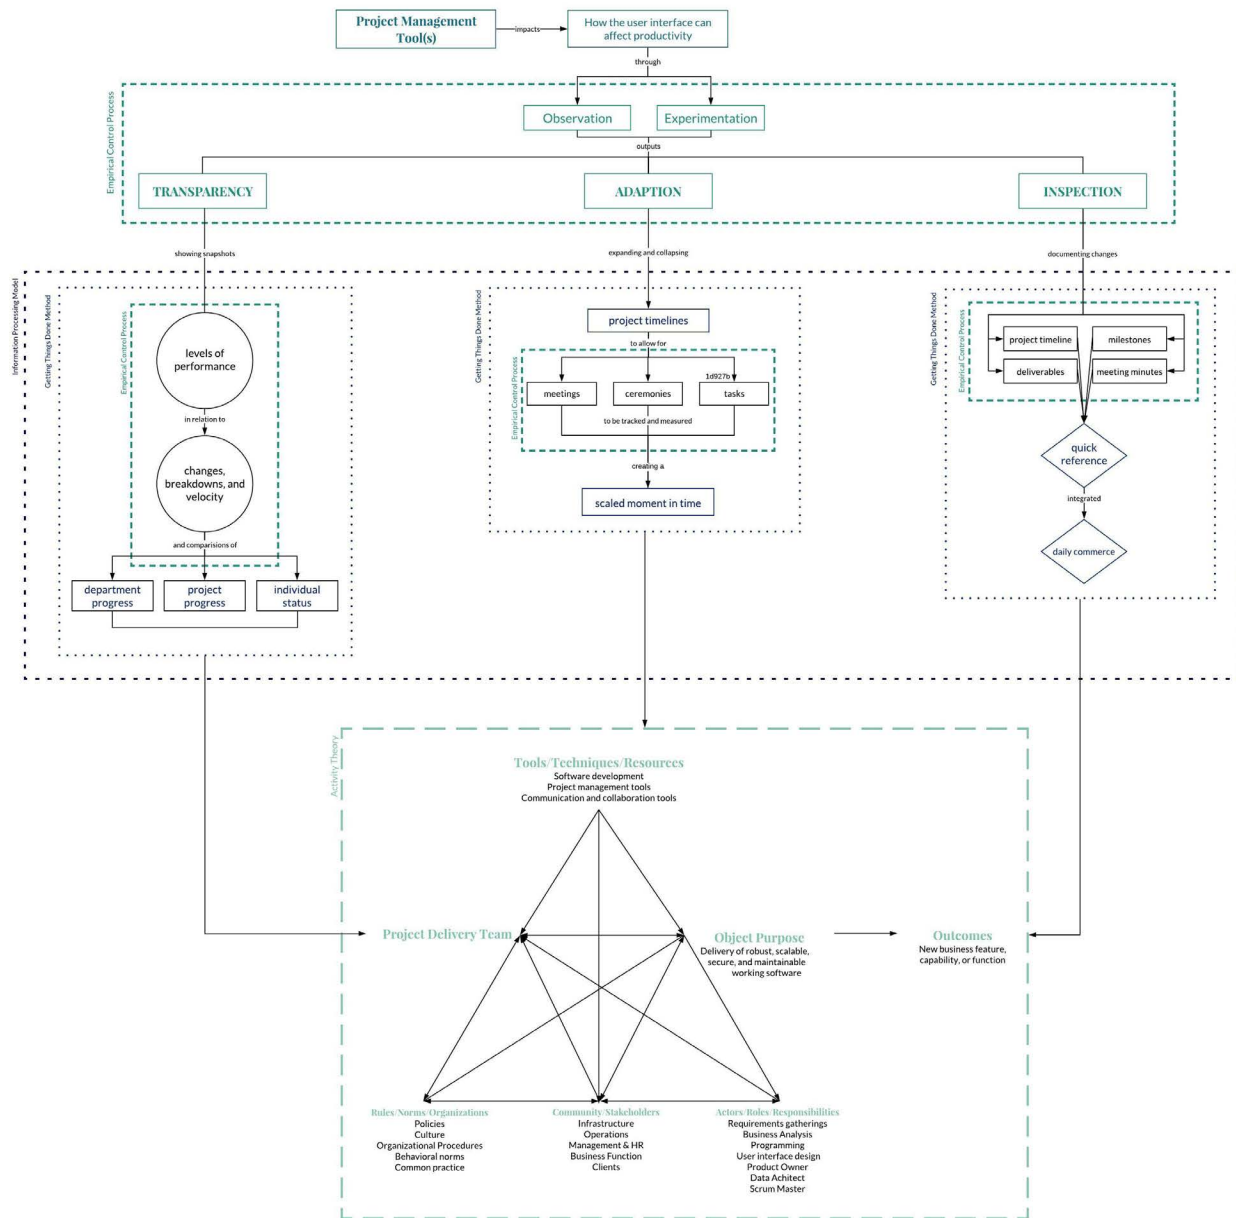 Project Management
Tool(s)
impacts
How the user interface can
affect productivity
through
Empirical Control Process
Observation
Experimentation
outputs
TRANSPARENCY
ADAPTION
INSPECTION
showing snapshots
expanding and collapsing
documenting changes
Information Processing Model
Getting Things Done Method
Empirical Control Process
levels of
performance
in relation to
changes,
breakdowns, and
velocity
and comparisions of
department
progress
project
progress
individual
status
Getting Things Done Method
project timelines
to allow for
Empirical Control Process
1d927b
meetings
ceremonies
tasks
to be tracked and measured
creating a
scaled moment in time
Getting Things Done Method
Empirical Control Process
project timeline
milestones
deliverables
meeting minutes
quick
reference
integrated
daily commerce
Activity Theory
Tools/Techniques/Resources
Software development
Project management tools
Communication and collaboration tools
Project Delivery Team
Object Purpose
Delivery of robust, scalable,
secure, and maintainable
working software
Outcomes
New business feature,
capability, or function
Rules/Norms/Organizations
Policies
Culture
Organizational Procedures
Behavioral norms
Common practice
Community/Stakeholders
Infrastructure
Operations
Management & HR
Business Function
Clients
Actors/Roles/Responsibilities
Requirements gatherings
Business Analysis
Programming
User interface design
Product Owner
Data Achitect
Scrum Master